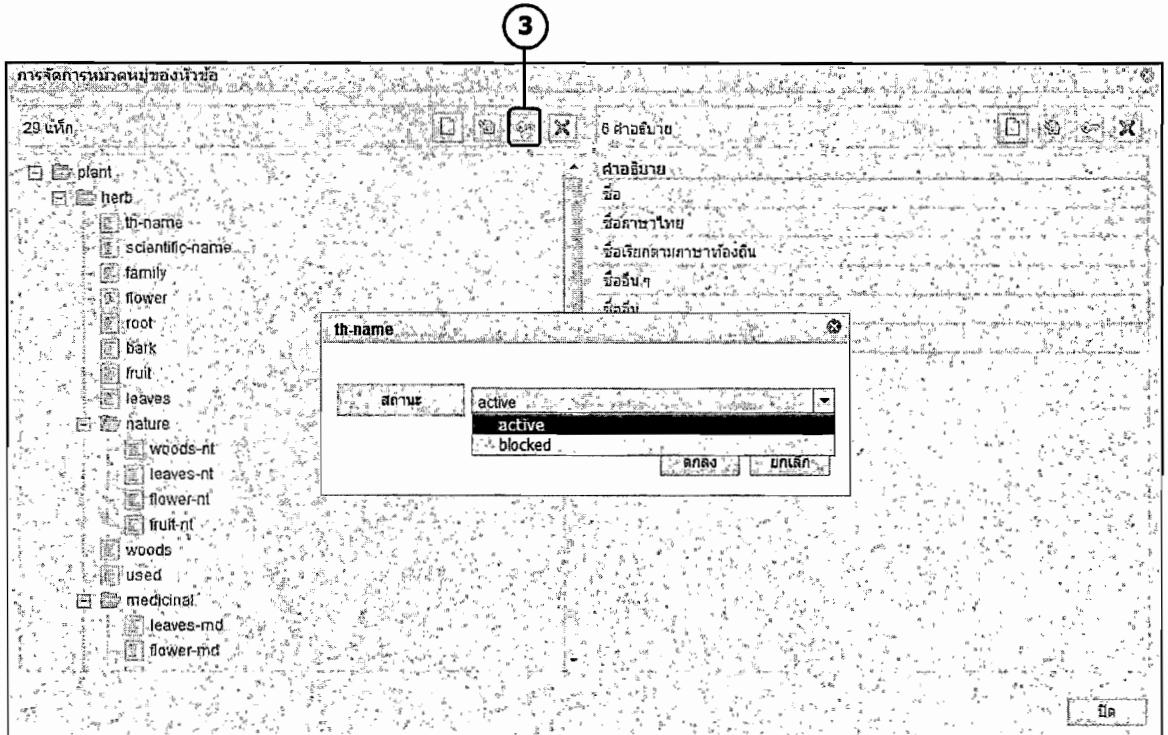 3
การจัดการหมวดหมู่ของหัวข้อ
29 แท็ก
6 คำอธิบาย
plant
herb
th-name
scientific-name
family
flower
root
bark
fruit
leaves
nature
woods-nt
leaves-nt
flower-nt
fruit-nt
woods
used
medicinal
leaves-md
flower-md
คำอธิบาย
ชื่อ
ชื่อภาษาไทย
ชื่อเรียกตามภาษาท้องถิ่น
ชื่ออื่น ๆ
ชื่ออื่น
th-name
สถานะ
active
active
blocked
ตกลง
ยกเลิก
ปิด